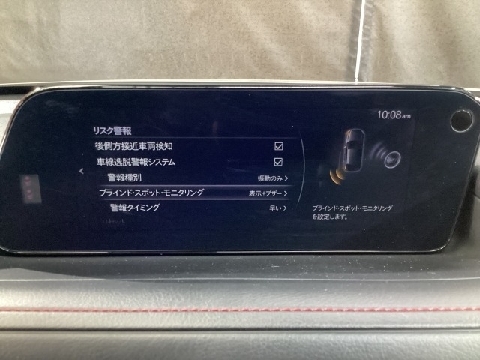 10:08 am
リスク警報
後側方接近車両検知
車線逸脱警報システム
警報種別 振動のみ
ブラインド・スポット・モニタリング 表示+ブザー
警報タイミング 早い
ブラインド・スポット・モニタリング
を設定します。